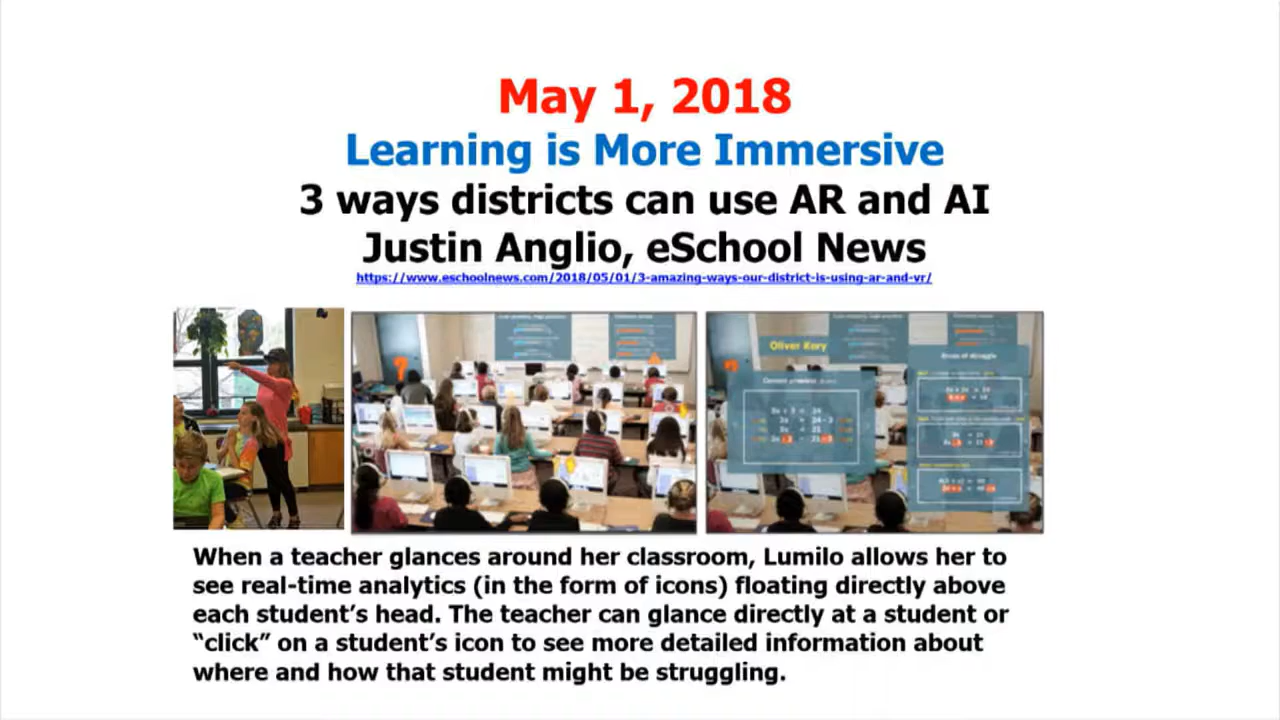 May 1, 2018
Learning is More Immersive
3 ways districts can use AR and AI
Justin Anglio, eSchool News
https://www.eschoolnews.com/2018/05/01/3-amazing-ways-our-district-is-using-ar-and-vr/
Oliver Kory
Areas of struggle
When a teacher glances around her classroom, Lumilo allows her to
see real-time analytics (in the form of icons) floating directly above
each student's head. The teacher can glance directly at a student or
“click” on a student's icon to see more detailed information about
where and how that student might be struggling.